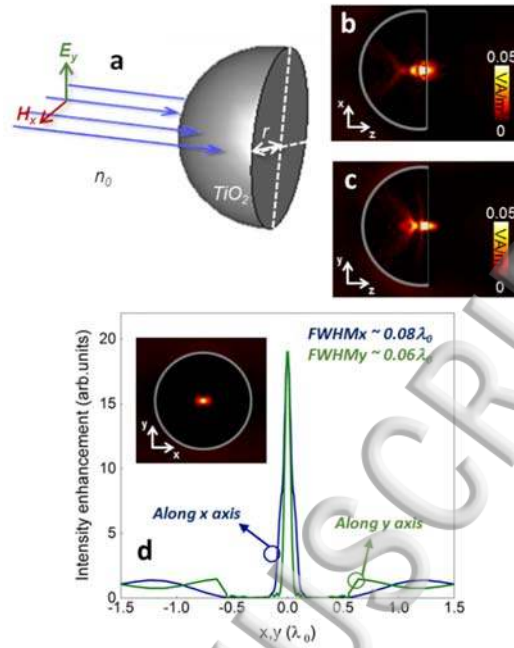 a
E_y
H_x
n_0
r
TiO_2
b
0.05
VA/m
0
x
z
c
0.05
VA/m
0
y
z
d
FWHMx ~ 0.08λ_0
FWHMy ~ 0.06λ_0
Intensity enhancement (arb.units)
20
15
10
5
0
y
x
Along x axis
Along y axis
-1.5 -1.0 -0.5 0.0 0.5 1.0 1.5
x,y (λ_0)